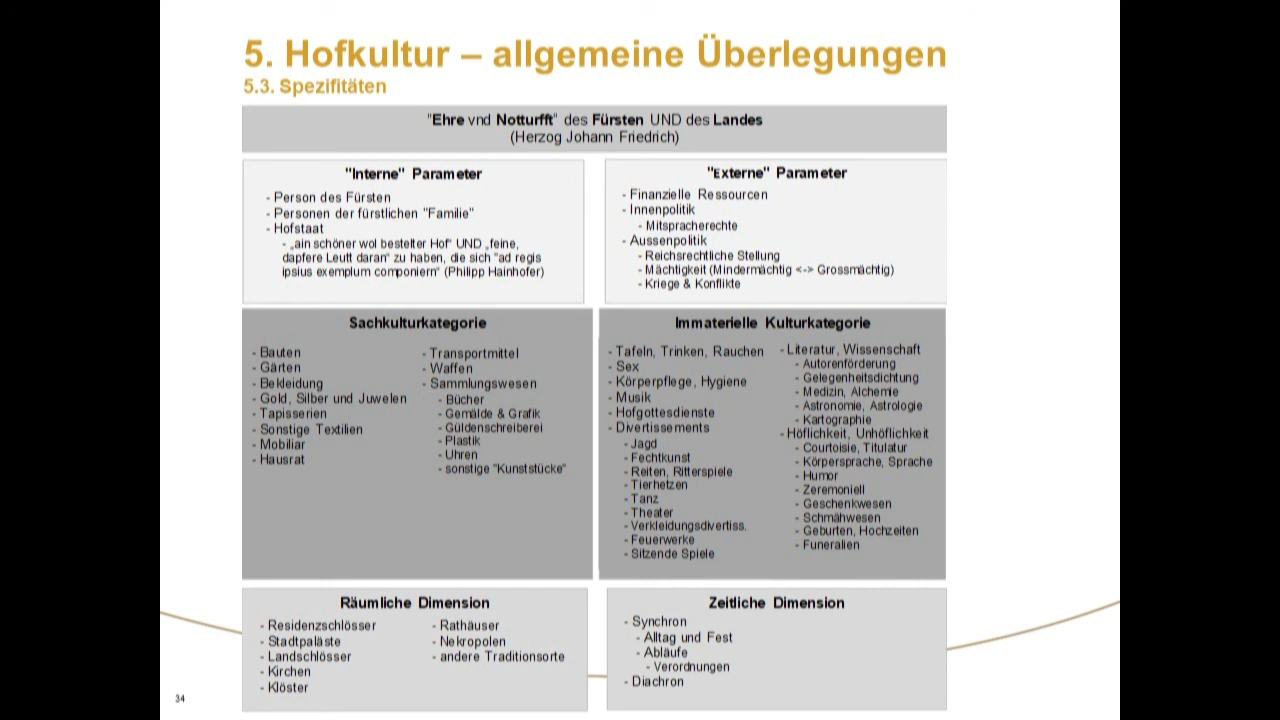 5. Hofkultur – allgemeine Überlegungen
5.3. Spezifitäten
"Ehre vnd Notturfft" des Fürsten UND des Landes
(Herzog Johann Friedrich)
"Interne" Parameter
- Person des Fürsten
- Personen der fürstlichen "Familie"
- Hofstaat
- „ain schöner wol bestelter Hof" UND „feine,
dapfere Leutt daran" zu haben, die sich "ad regis
ipsius exemplum componiern" (Philipp Hainhofer)
"Externe" Parameter
- Finanzielle Ressourcen
- Innenpolitik
- Mitspracherechte
- Aussenpolitik
- Reichsrechtliche Stellung
- Mächtigkeit (Mindermächtig <-> Grossmächtig)
- Kriege & Konflikte
Sachkulturkategorie
- Bauten
- Gärten
- Bekleidung
- Gold, Silber und Juwelen
- Tapisserien
- Sonstige Textilien
- Mobiliar
- Hausrat
- Transportmittel
- Waffen
- Sammlungswesen
- Bücher
- Gemälde & Grafik
- Güldenschreiberei
- Plastik
- Uhren
- sonstige "Kunststücke"
Immaterielle Kulturkategorie
- Tafeln, Trinken, Rauchen
- Sex
- Körperpflege, Hygiene
- Musik
- Hofgottesdienste
- Divertissements
- Jagd
- Fechtkunst
- Reiten, Ritterspiele
- Tierhetzen
- Tanz
- Theater
- Verkleidungsdivertiss.
- Feuerwerke
- Sitzende Spiele
- Literatur, Wissenschaft
- Autorenförderung
- Gelegenheitsdichtung
- Medizin, Alchemie
- Astronomie, Astrologie
- Kartographie
- Höflichkeit, Unhöflichkeit
- Courtoisie, Titulatur
- Körpersprache, Sprache
- Humor
- Zeremoniell
- Geschenkwesen
- Schmähwesen
- Geburten, Hochzeiten
- Funeralien
Räumliche Dimension
- Residenzschlösser
- Stadtpaläste
- Landschlösser
- Kirchen
- Klöster
- Rathäuser
- Nekropolen
- andere Traditionsorte
Zeitliche Dimension
- Synchron
- Alltag und Fest
- Abläufe
- Verordnungen
- Diachron
34